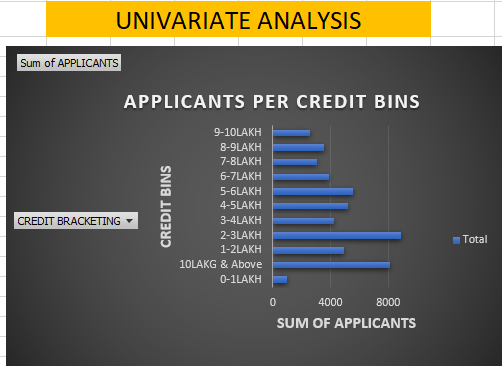 UNIVARIATE ANALYSIS
Sum of APPLICANTS
APPLICANTS PER CREDIT BINS
CREDIT BRACKETING
CREDIT BINS
9-10LAKH
8-9LAKH
7-8LAKH
6-7LAKH
5-6LAKH
4-5LAKH
3-4LAKH
2-3LAKH
1-2LAKH
10LAKG & Above
0-1LAKH
0 4000 8000
SUM OF APPLICANTS
Total